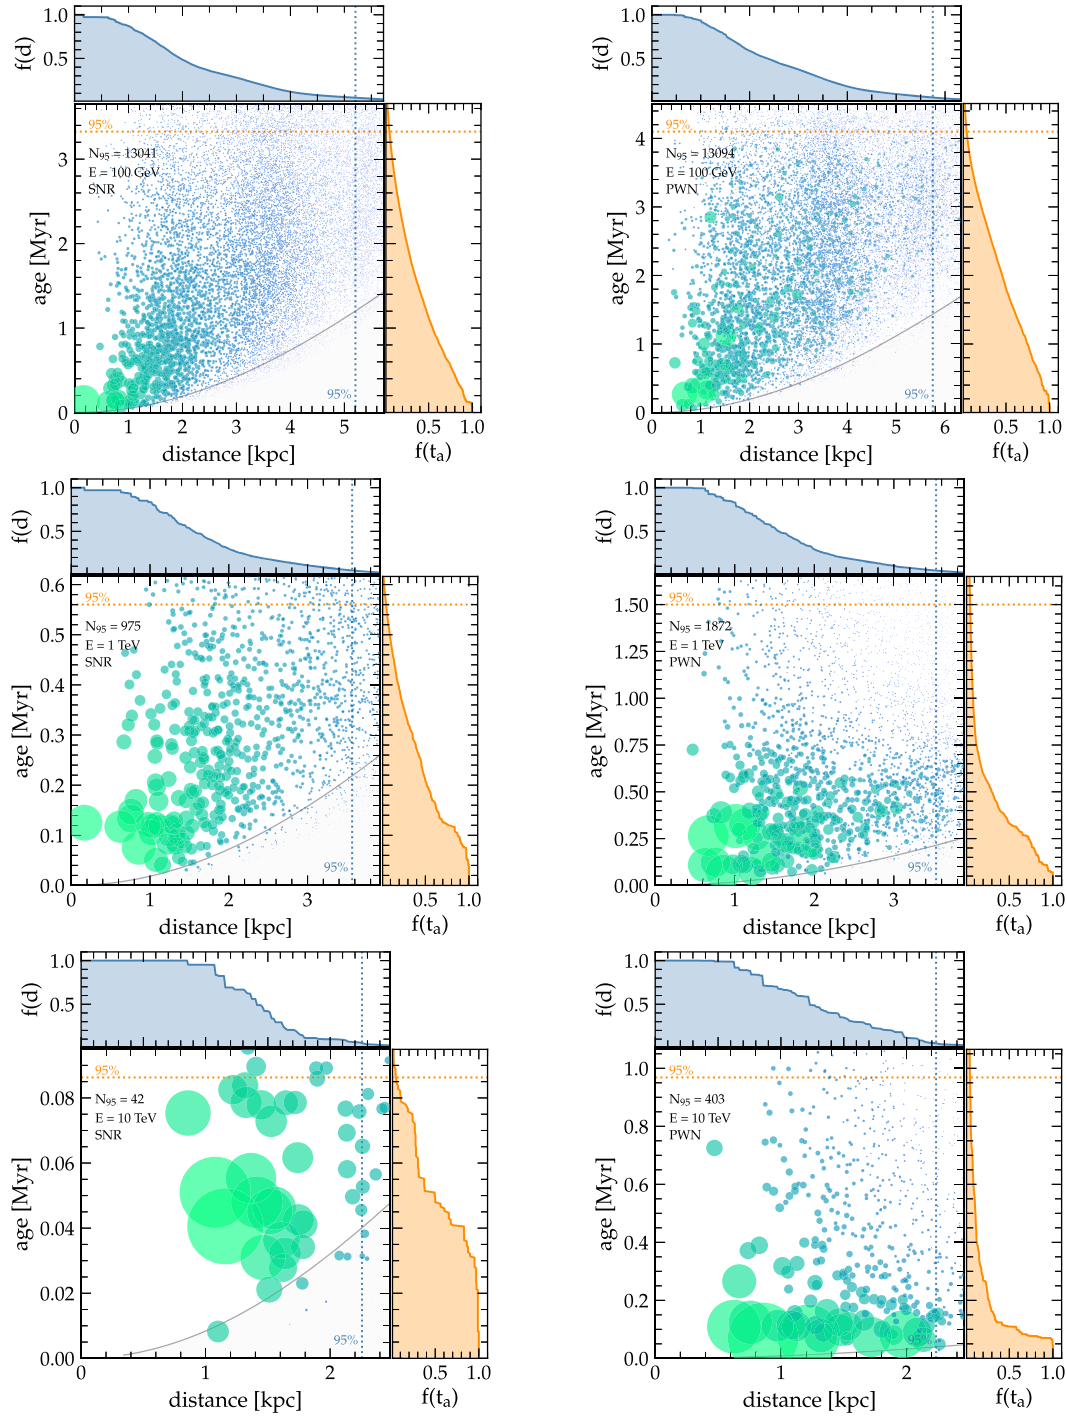 1.0
0.5
f(d)
95%
N95 = 13041
E = 100 GeV
SNR
3
2
1
0
age [Myr]
95%
0 1 2 3 4 5
distance [kpc]
0.5 1.0
f(ta)
1.0
0.5
f(d)
95%
N95 = 13094
E = 100 GeV
PWN
4
3
2
1
0
age [Myr]
95%
0 1 2 3 4 5 6
distance [kpc]
0.5 1.0
f(ta)
1.0
0.5
f(d)
95%
N95 = 975
E = 1 TeV
SNR
0.6
0.5
0.4
0.3
0.2
0.1
0.0
age [Myr]
95%
0 1 2 3
distance [kpc]
0.5 1.0
f(ta)
1.0
0.5
f(d)
95%
N95 = 1872
E = 1 TeV
PWN
1.50
1.25
1.00
0.75
0.50
0.25
0.00
age [Myr]
95%
0 1 2 3
distance [kpc]
0.5 1.0
f(ta)
1.0
0.5
f(d)
95%
N95 = 42
E = 10 TeV
SNR
0.08
0.06
0.04
0.02
0.00
age [Myr]
95%
0 1 2
distance [kpc]
0.5 1.0
f(ta)
1.0
0.5
f(d)
95%
N95 = 403
E = 10 TeV
PWN
1.0
0.8
0.6
0.4
0.2
0.0
age [Myr]
95%
0 1 2
distance [kpc]
0.5 1.0
f(ta)